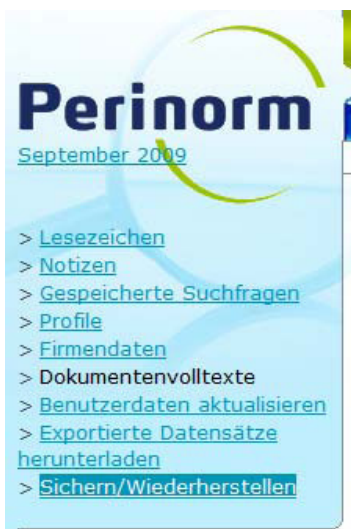 Perinorm
September 2009
> Lesezeichen
> Notizen
> Gespeicherte Suchfragen
> Profile
> Firmendaten
> Dokumentenvolltexte
> Benutzerdaten aktualisieren
> Exportierte Datensätze
herunterladen
> Sichern/Wiederherstellen